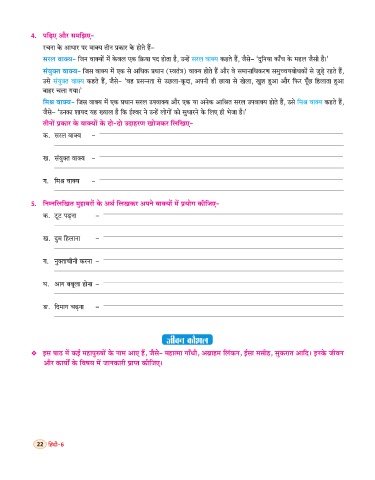 4. पढ़िए और समझिए–
रचना के आधार पर वाक्य तीन प्रकार के होते हैं–
सरल वाक्य– जिन वाक्यों में केवल एक क्रिया पद होता है, उन्हें सरल वाक्य कहते हैं, जैसे– 'दुनिया काँच के महल जैसी है।'
संयुक्त वाक्य– जिस वाक्य में एक से अधिक प्रधान (स्वतंत्र) वाक्य होते हैं और वे समानाधिकरण समुच्चयबोधकों से जुड़े रहते हैं,
उसे संयुक्त वाक्य कहते हैं, जैसे– 'वह प्रसन्नता से उछला-कूदा, अपनी ही छाया से खेला, खुश हुआ और फिर पूँछ हिलाता हुआ
बाहर चला गया।'
मिश्र वाक्य– जिस वाक्य में एक प्रधान सरल उपवाक्य और एक या अनेक आश्रित सरल उपवाक्य होते हैं, उसे मिश्र वाक्य कहते हैं,
जैसे– 'उनका शायद यह ख्याल है कि ईश्वर ने उन्हें लोगों को सुधारने के लिए ही भेजा है।'
तीनों प्रकार के वाक्यों के दो-दो उदाहरण खोजकर लिखिए–
क. सरल वाक्य –
ख. संयुक्त वाक्य –
ग. मिश्र वाक्य –
5. निम्नलिखित मुहावरों के अर्थ लिखकर अपने वाक्यों में प्रयोग कीजिए–
क. टूट पड़ना –
ख. दुम हिलाना –
ग. नुक्ताचीनी करना –
घ. आग बबूला होना –
ङ. दिमाग चढ़ना –
जीवन कौशल
❖ इस पाठ में कई महापुरुषों के नाम आए हैं, जैसे– महात्मा गाँधी, अब्राहम लिंकन, ईसा मसीह, सुकरात आदि। इनके जीवन
और कार्यों के विषय में जानकारी प्राप्त कीजिए।
22 हिन्दी-6